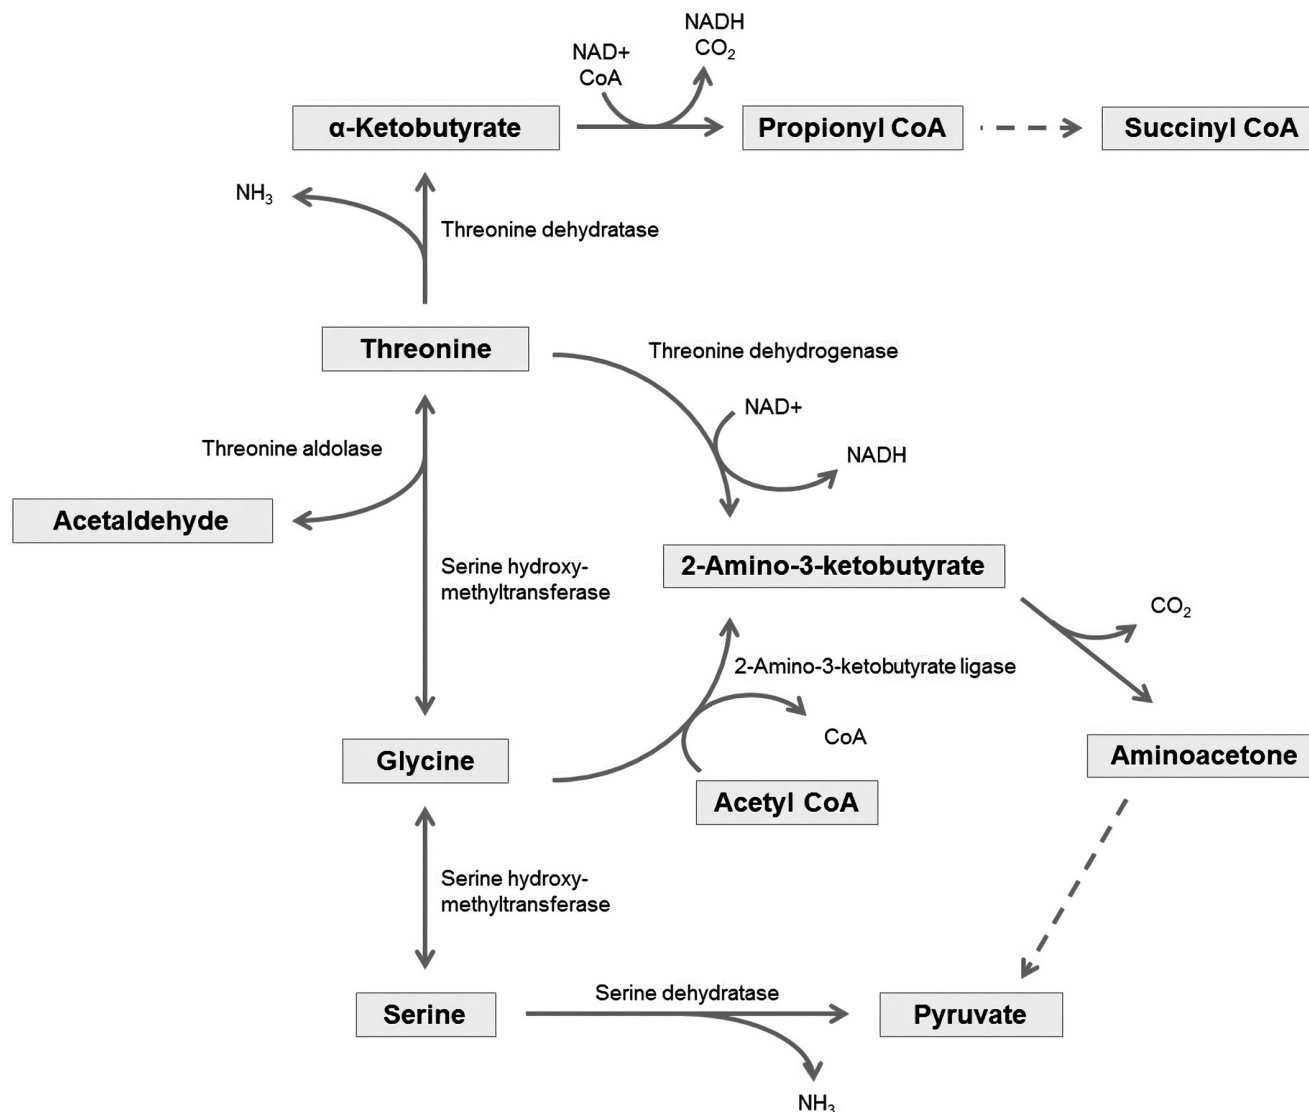 NADH
CO₂
NAD+
CoA
α-Ketobutyrate
Propionyl CoA
Succinyl CoA
NH₃
Threonine dehydratase
Threonine
Threonine dehydrogenase
NAD+
NADH
Threonine aldolase
Acetaldehyde
Serine hydroxy-
methyltransferase
2-Amino-3-ketobutyrate
CO₂
2-Amino-3-ketobutyrate ligase
CoA
Glycine
Aminoacetone
Acetyl CoA
Serine hydroxy-
methyltransferase
Serine
Serine dehydratase
Pyruvate
NH₃